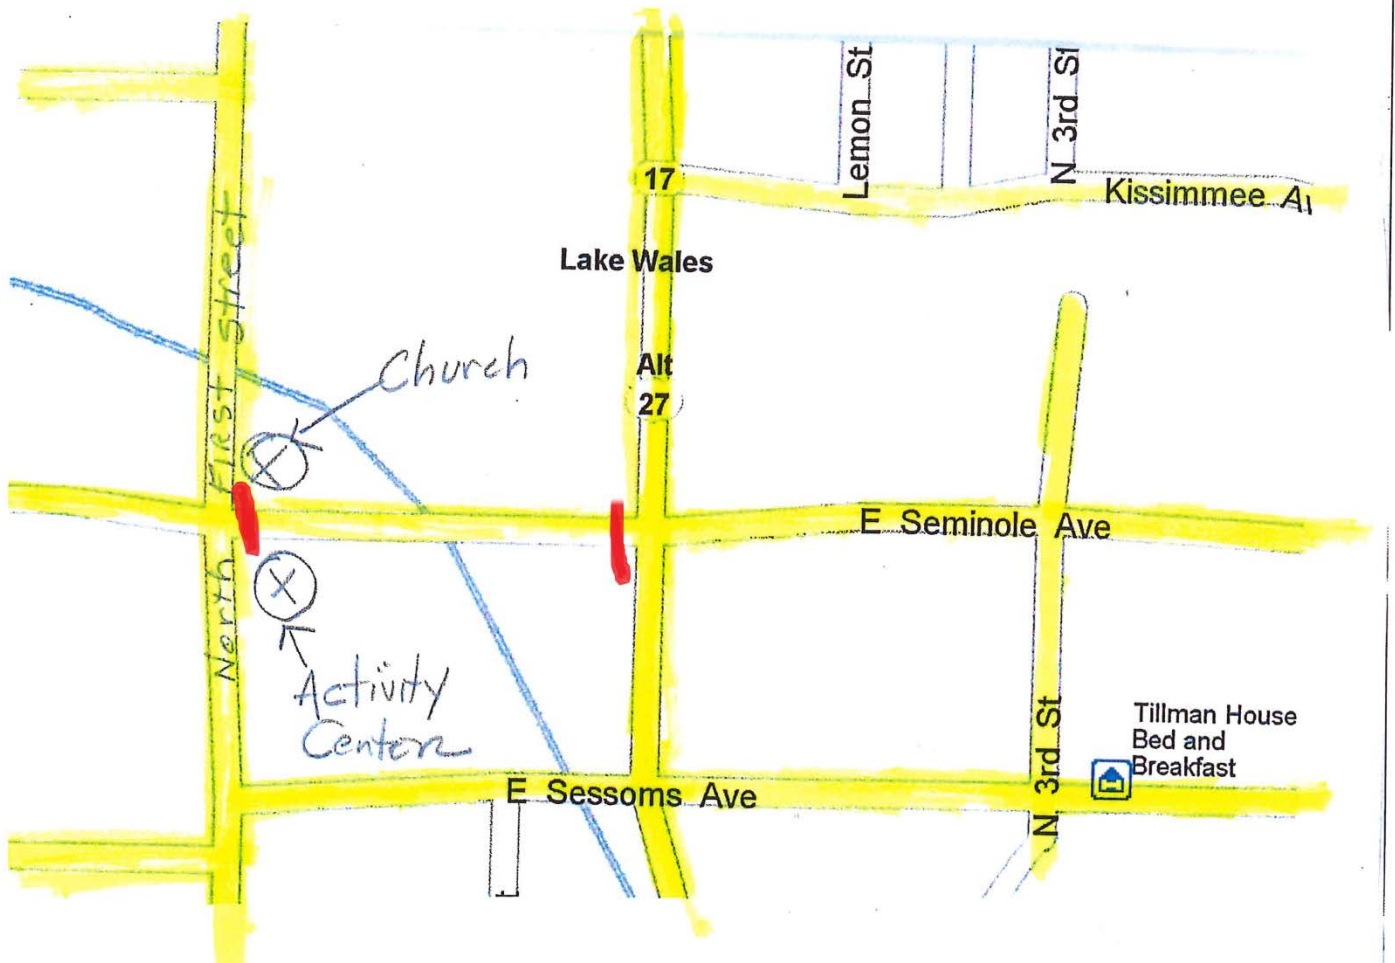 Lemon St
N 3rd St
17
Kissimmee Av
Lake Wales
North First Street
Church
Alt
27
E Seminole Ave
Activity
Center
N 3rd St
Tillman House
Bed and
Breakfast
E Sessoms Ave
t